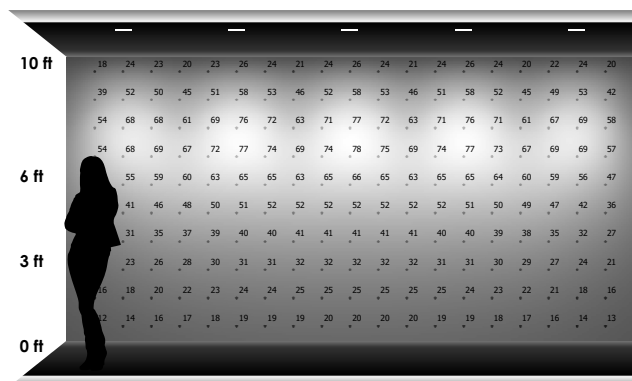 10 ft 18 24 23 20 23 26 24 21 24 26 24 21 24 26 24 20 22 24 20
39 52 50 45 51 58 53 46 52 58 53 46 51 58 52 45 49 53 42
54 68 68 61 69 76 72 63 71 77 72 63 71 76 71 61 67 69 58
54 68 69 67 72 77 74 69 74 78 75 69 74 77 73 67 69 69 57
6 ft 55 59 60 63 65 65 63 65 66 65 63 65 65 64 60 59 56 47
41 46 48 50 51 52 52 52 52 52 52 52 51 50 49 47 42 36
31 35 37 39 40 40 41 41 41 41 41 40 40 39 38 35 32 27
3 ft 23 26 28 30 31 31 32 32 32 32 32 31 31 30 29 27 24 21
16 18 20 22 23 24 24 25 25 25 25 25 25 24 23 22 21 18 16
12 14 16 17 18 19 19 19 20 20 20 20 19 19 18 17 16 14 13
0 ft